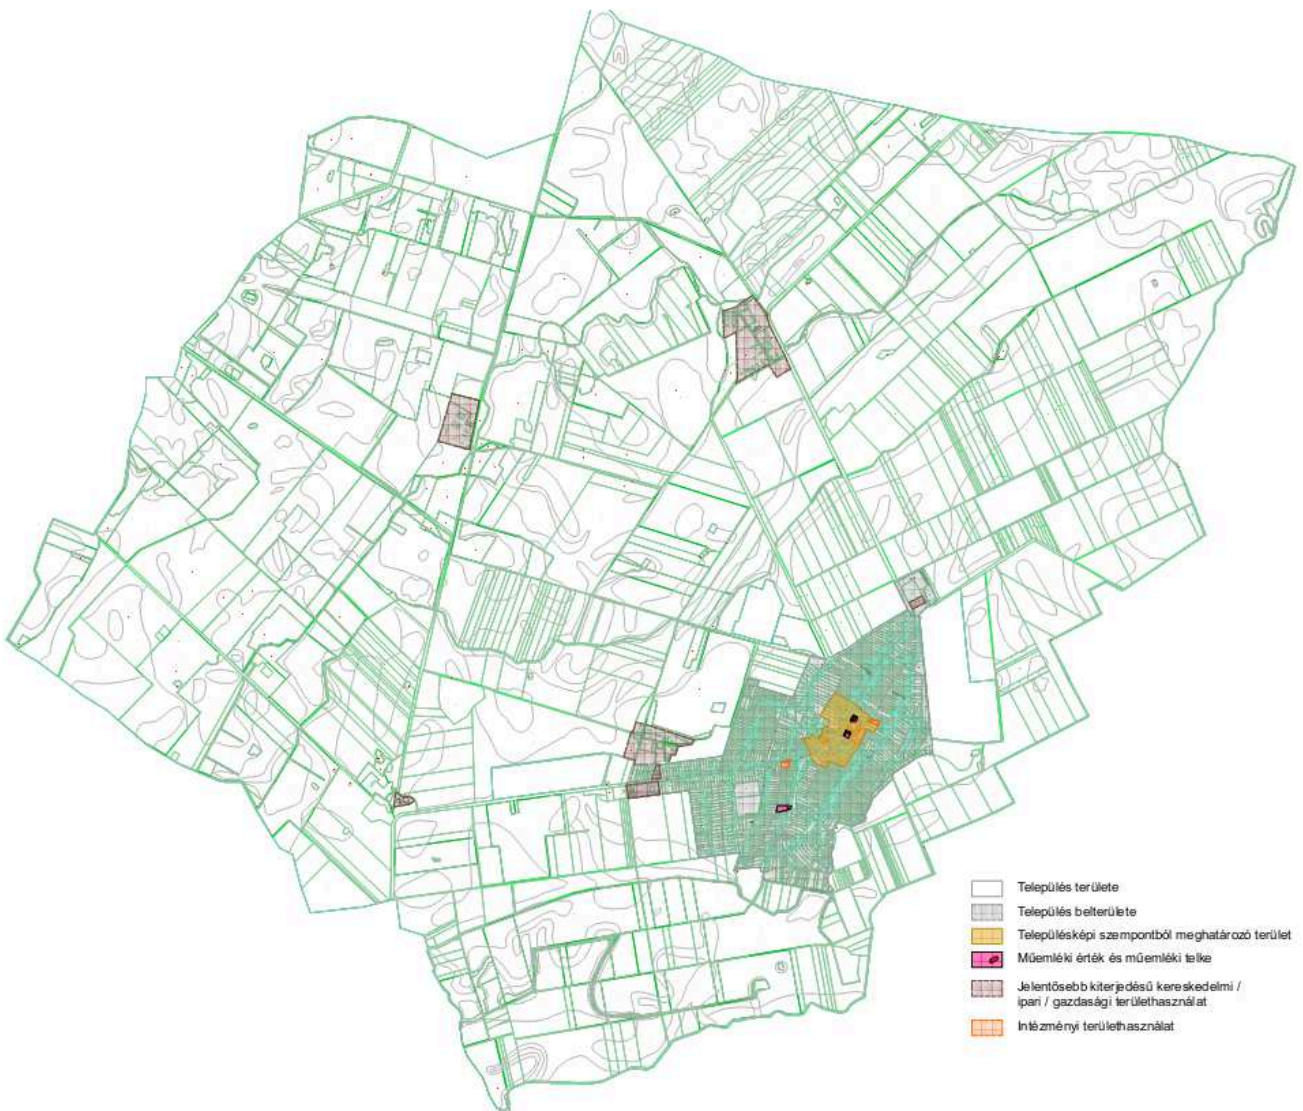 Település területe
Település belterülete
Településképi szempontból meghatározó terület
Műemléki érték és műemléki telke
Jelentősebb kiterjedésű kereskedelmi /
ipari / gazdasági területhasználat
Intézményi területhasználat